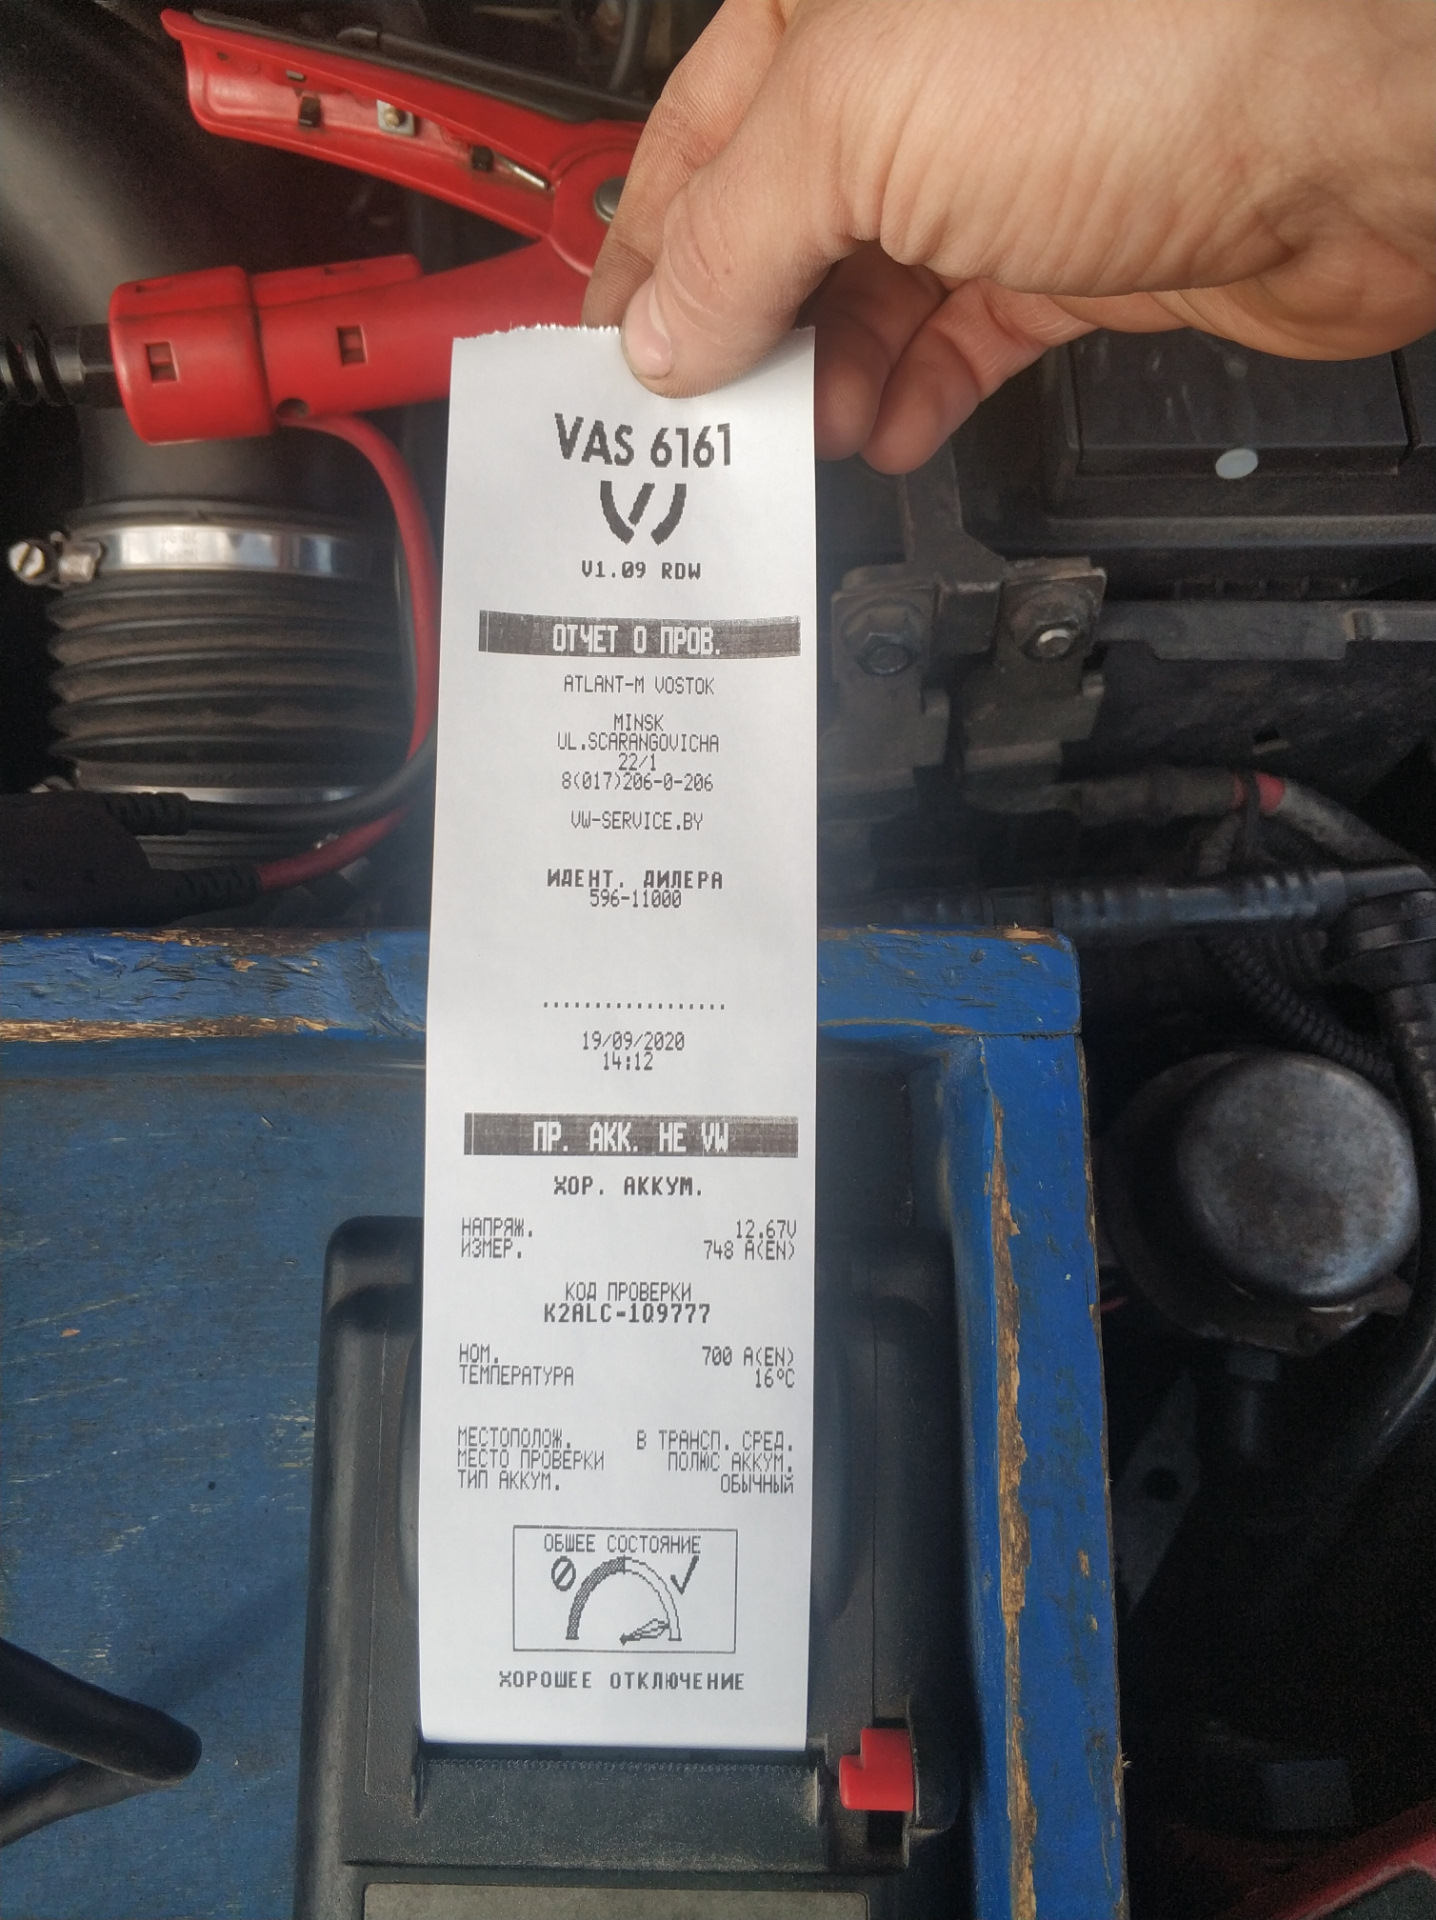 VAS 6161
V1.09 RDW
ОТЧЕТ О ПРОВ.
ATLANT-M VOSTOK
MINSK
UL.SCARANGOVICHA
22/1
8(017)206-0-206
VW-SERVICE.BY
ИДЕНТ. ДИЛЕРА
596-11000
..................
19/09/2020
14:12
ПР. АКК. НЕ VW
ХОР. АККУМ.
НАПРЯЖ. 12.67V
ИЗМЕР. 748 A(EN)
КОД ПРОВЕРКИ
K2ALC-1Q9777
НОМ. 700 A(EN)
ТЕМПЕРАТУРА 16°C
МЕСТОПОЛОЖ. В ТРАНСП. СРЕД.
МЕСТО ПРОВЕРКИ ПОЛЮС АККУМ.
ТИП АККУМ. ОБЫЧНЫЙ
ОБШЕЕ СОСТОЯНИЕ
ХОРОШЕЕ ОТКЛЮЧЕНИЕ